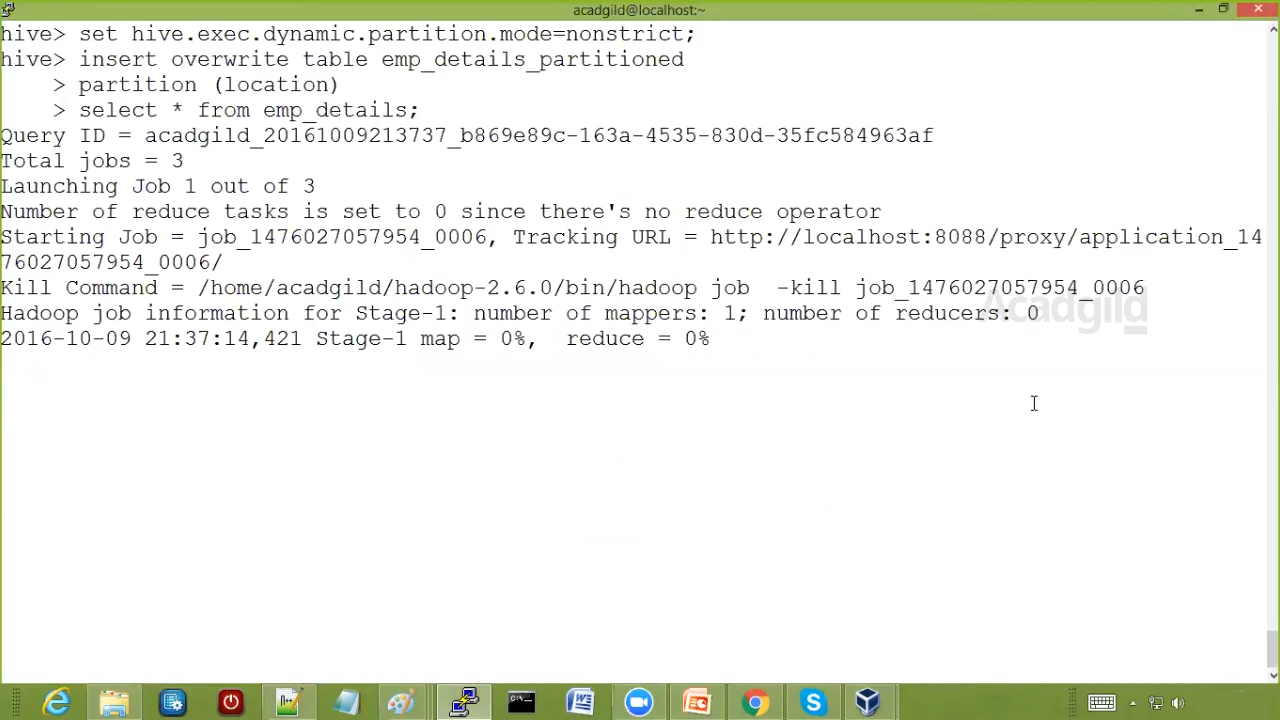 acadgild@localhost:~
hive> set hive.exec.dynamic.partition.mode=nonstrict;
hive> insert overwrite table emp_details_partitioned
    > partition (location)
    > select * from emp_details;
Query ID = acadgild_20161009213737_b869e89c-163a-4535-830d-35fc584963af
Total jobs = 3
Launching Job 1 out of 3
Number of reduce tasks is set to 0 since there's no reduce operator
Starting Job = job_1476027057954_0006, Tracking URL = http://localhost:8088/proxy/application_14
76027057954_0006/
Kill Command = /home/acadgild/hadoop-2.6.0/bin/hadoop job  -kill job_1476027057954_0006
Acadgild
Hadoop job information for Stage-1: number of mappers: 1; number of reducers: 0
2016-10-09 21:37:14,421 Stage-1 map = 0%,  reduce = 0%